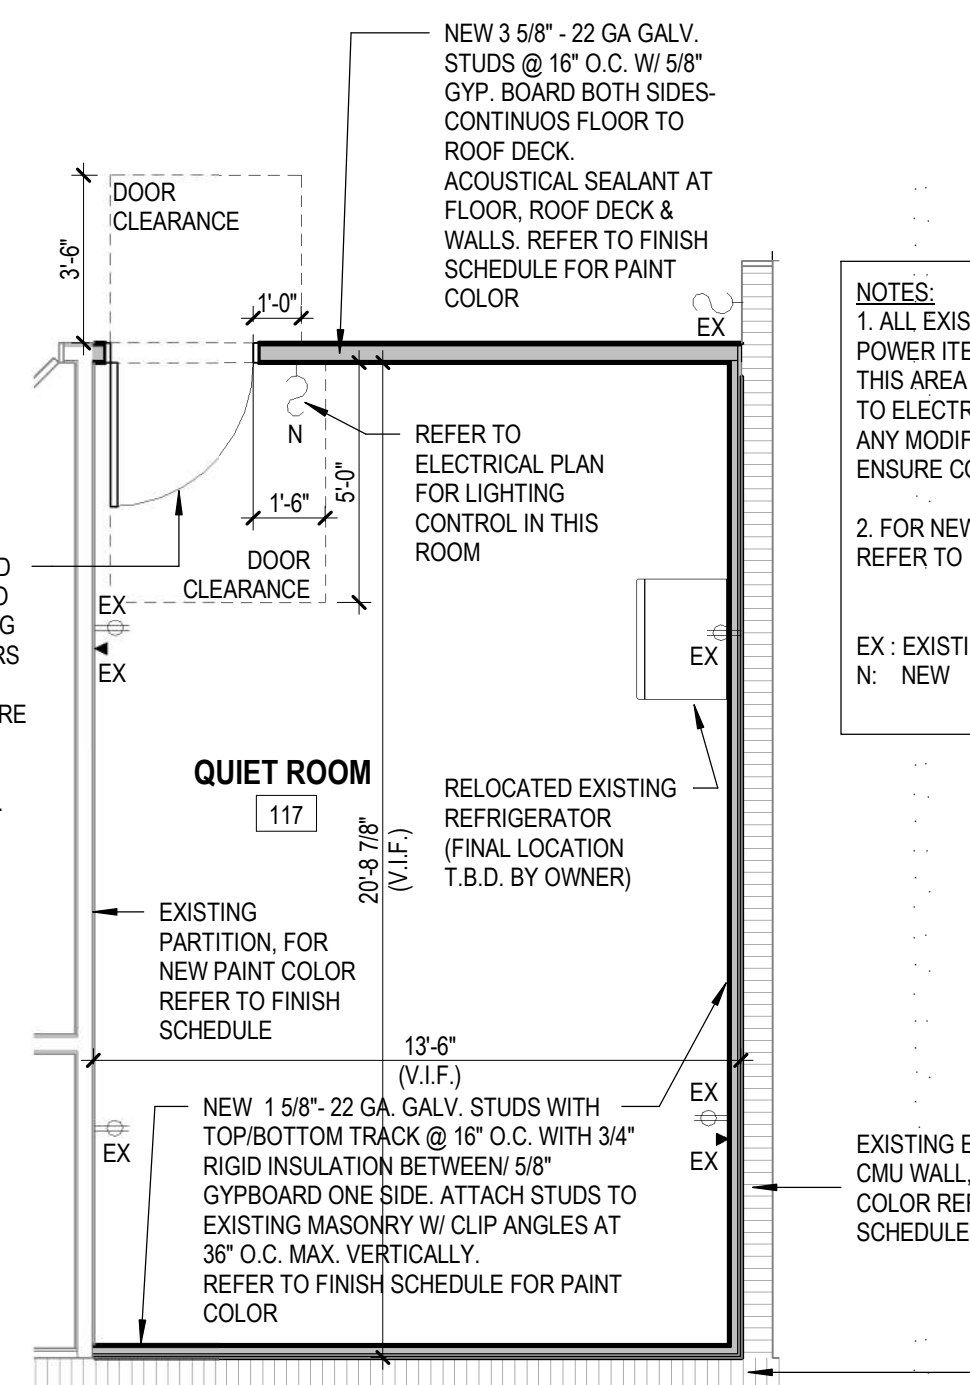 NEW 3 5/8" - 22 GA GALV.
STUDS @ 16" O.C. W/ 5/8"
GYP. BOARD BOTH SIDES-
CONTINUOS FLOOR TO
ROOF DECK.
ACOUSTICAL SEALANT AT
FLOOR, ROOF DECK &
WALLS. REFER TO FINISH
SCHEDULE FOR PAINT
COLOR
DOOR
CLEARANCE
3'-6"
1'-0"
EX
NOTES:
1. ALL EXIS
POWER ITE
THIS AREA
TO ELECTR
ANY MODIF
ENSURE CO
2. FOR NEW
REFER TO
EX : EXISTI
N: NEW
N
REFER TO
ELECTRICAL PLAN
FOR LIGHTING
CONTROL IN THIS
ROOM
5'-0"
1'-6"
DOOR
CLEARANCE
D
D
G
RS
RE
EX
EX
EX
QUIET ROOM
117
RELOCATED EXISTING
REFRIGERATOR
(FINAL LOCATION
T.B.D. BY OWNER)
20'-8 7/8"
(V.I.F.)
EXISTING
PARTITION, FOR
NEW PAINT COLOR
REFER TO FINISH
SCHEDULE
13'-6"
(V.I.F.)
NEW 1 5/8"- 22 GA. GALV. STUDS WITH
TOP/BOTTOM TRACK @ 16" O.C. WITH 3/4"
RIGID INSULATION BETWEEN/ 5/8"
GYPBOARD ONE SIDE. ATTACH STUDS TO
EXISTING MASONRY W/ CLIP ANGLES AT
36" O.C. MAX. VERTICALLY.
REFER TO FINISH SCHEDULE FOR PAINT
COLOR
EX
EX
EX
EXISTING E
CMU WALL,
COLOR REF
SCHEDULE